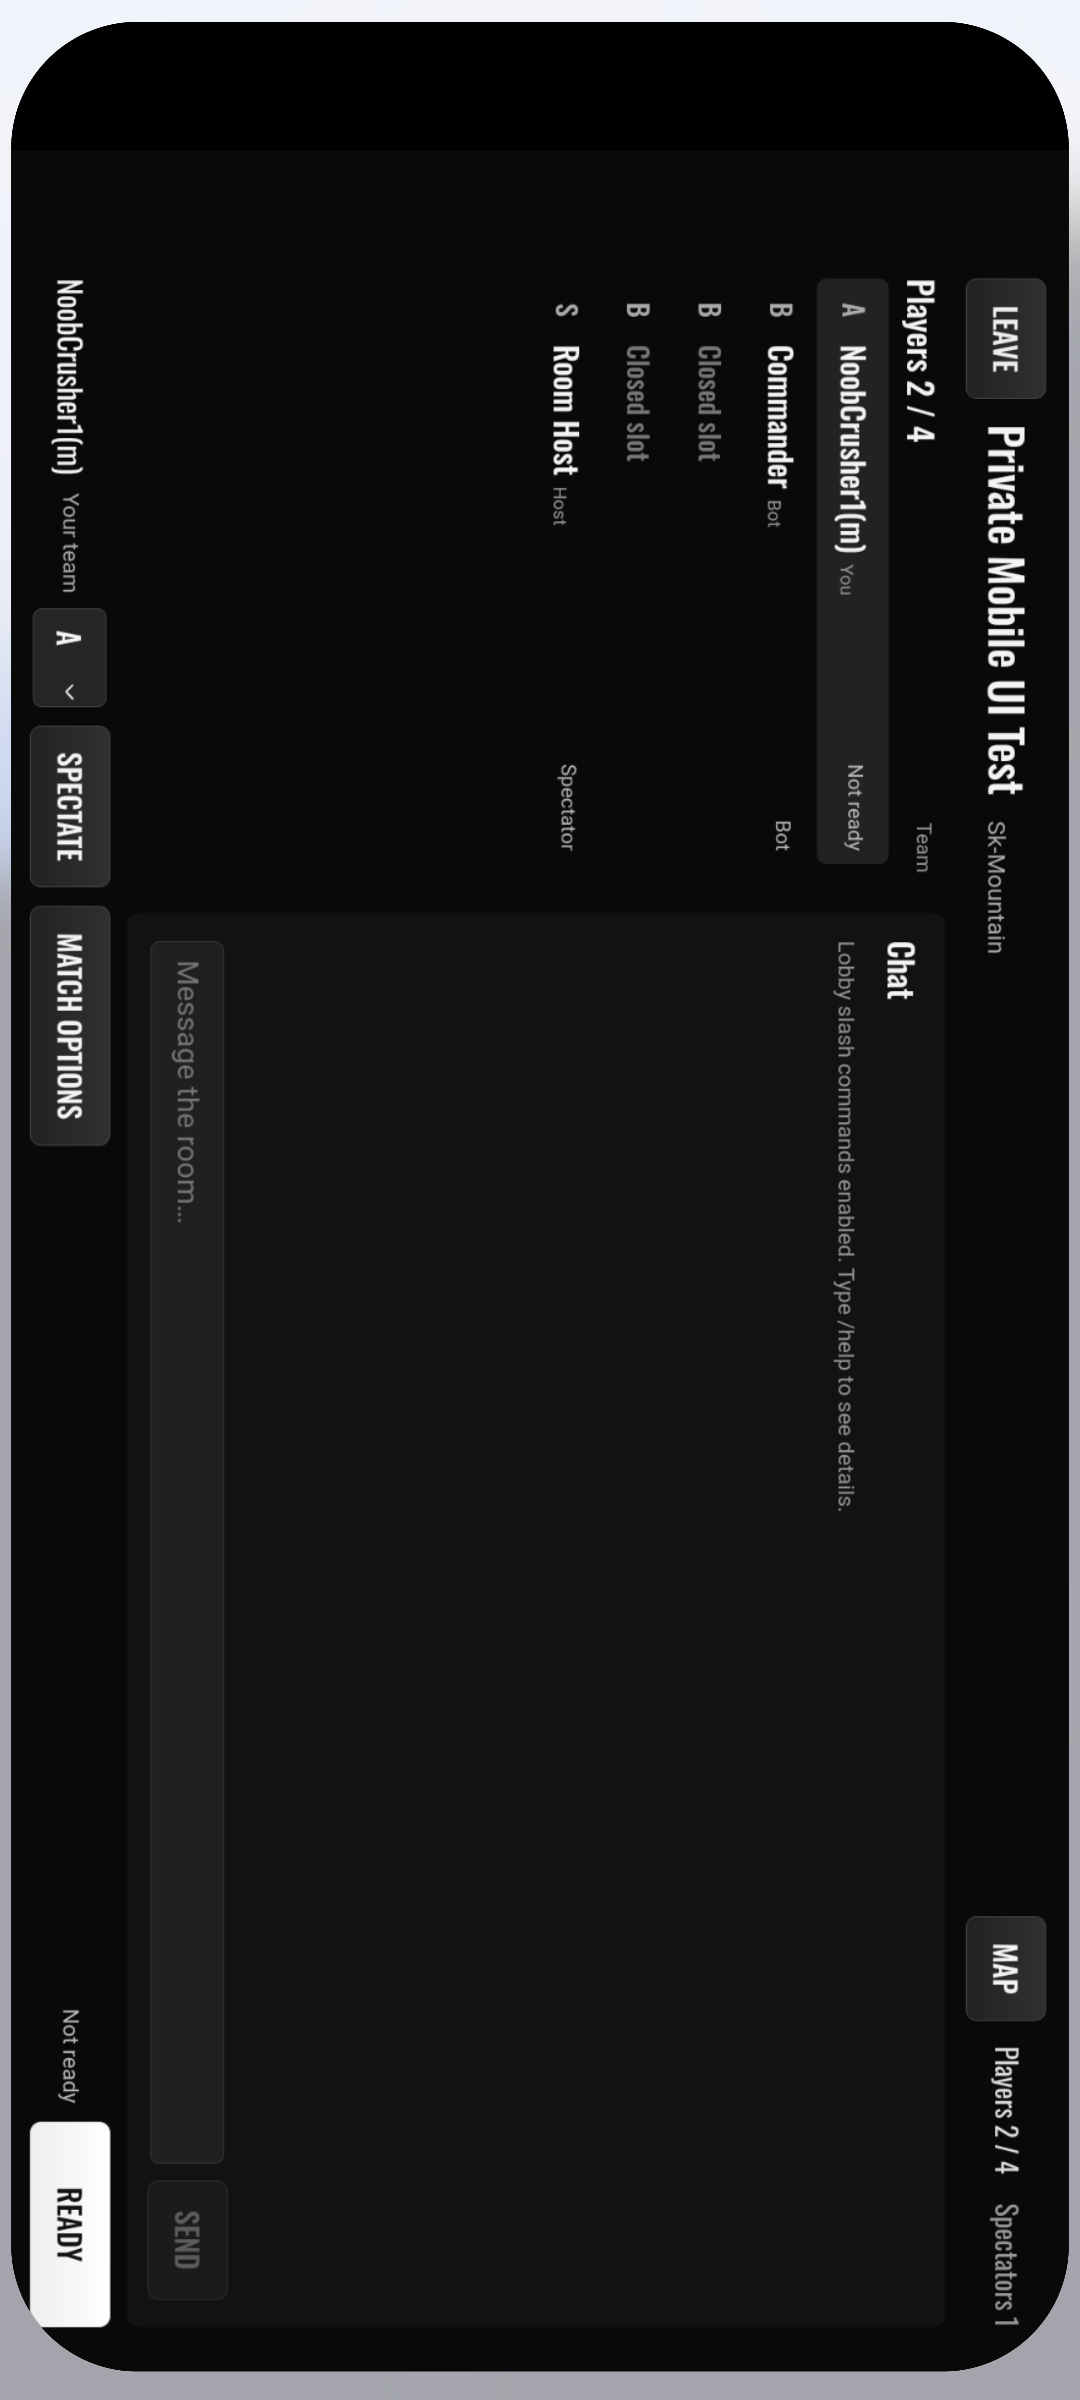 LEAVE Private Mobile UI Test Sk-Mountain MAP Players 2 / 4 Spectators 1
Players 2 / 4 Team
A NoobCrusher1(m) You Not ready
B Commander Bot Bot
B Closed slot
B Closed slot
S Room Host Host Spectator
Chat
Lobby slash commands enabled. Type /help to see details.
Message the room... SEND
NoobCrusher1(m) Your team A SPECTATE MATCH OPTIONS Not ready READY